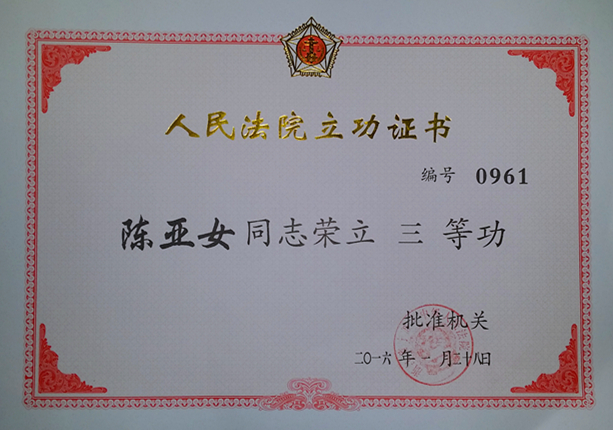 人民法院立功证书
编号 0961
陈亚女同志荣立 三 等功
批准机关
二〇一六年一月二十八日